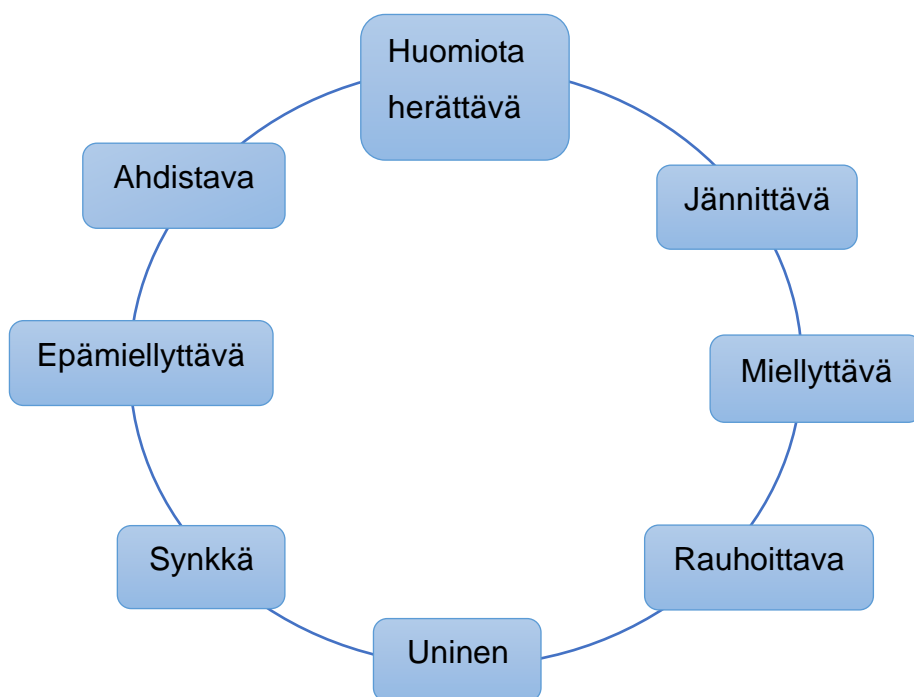 Huomiota
herättävä
Ahdistava
Jännittävä
Epämiellyttävä
Miellyttävä
Synkkä
Rauhoittava
Uninen